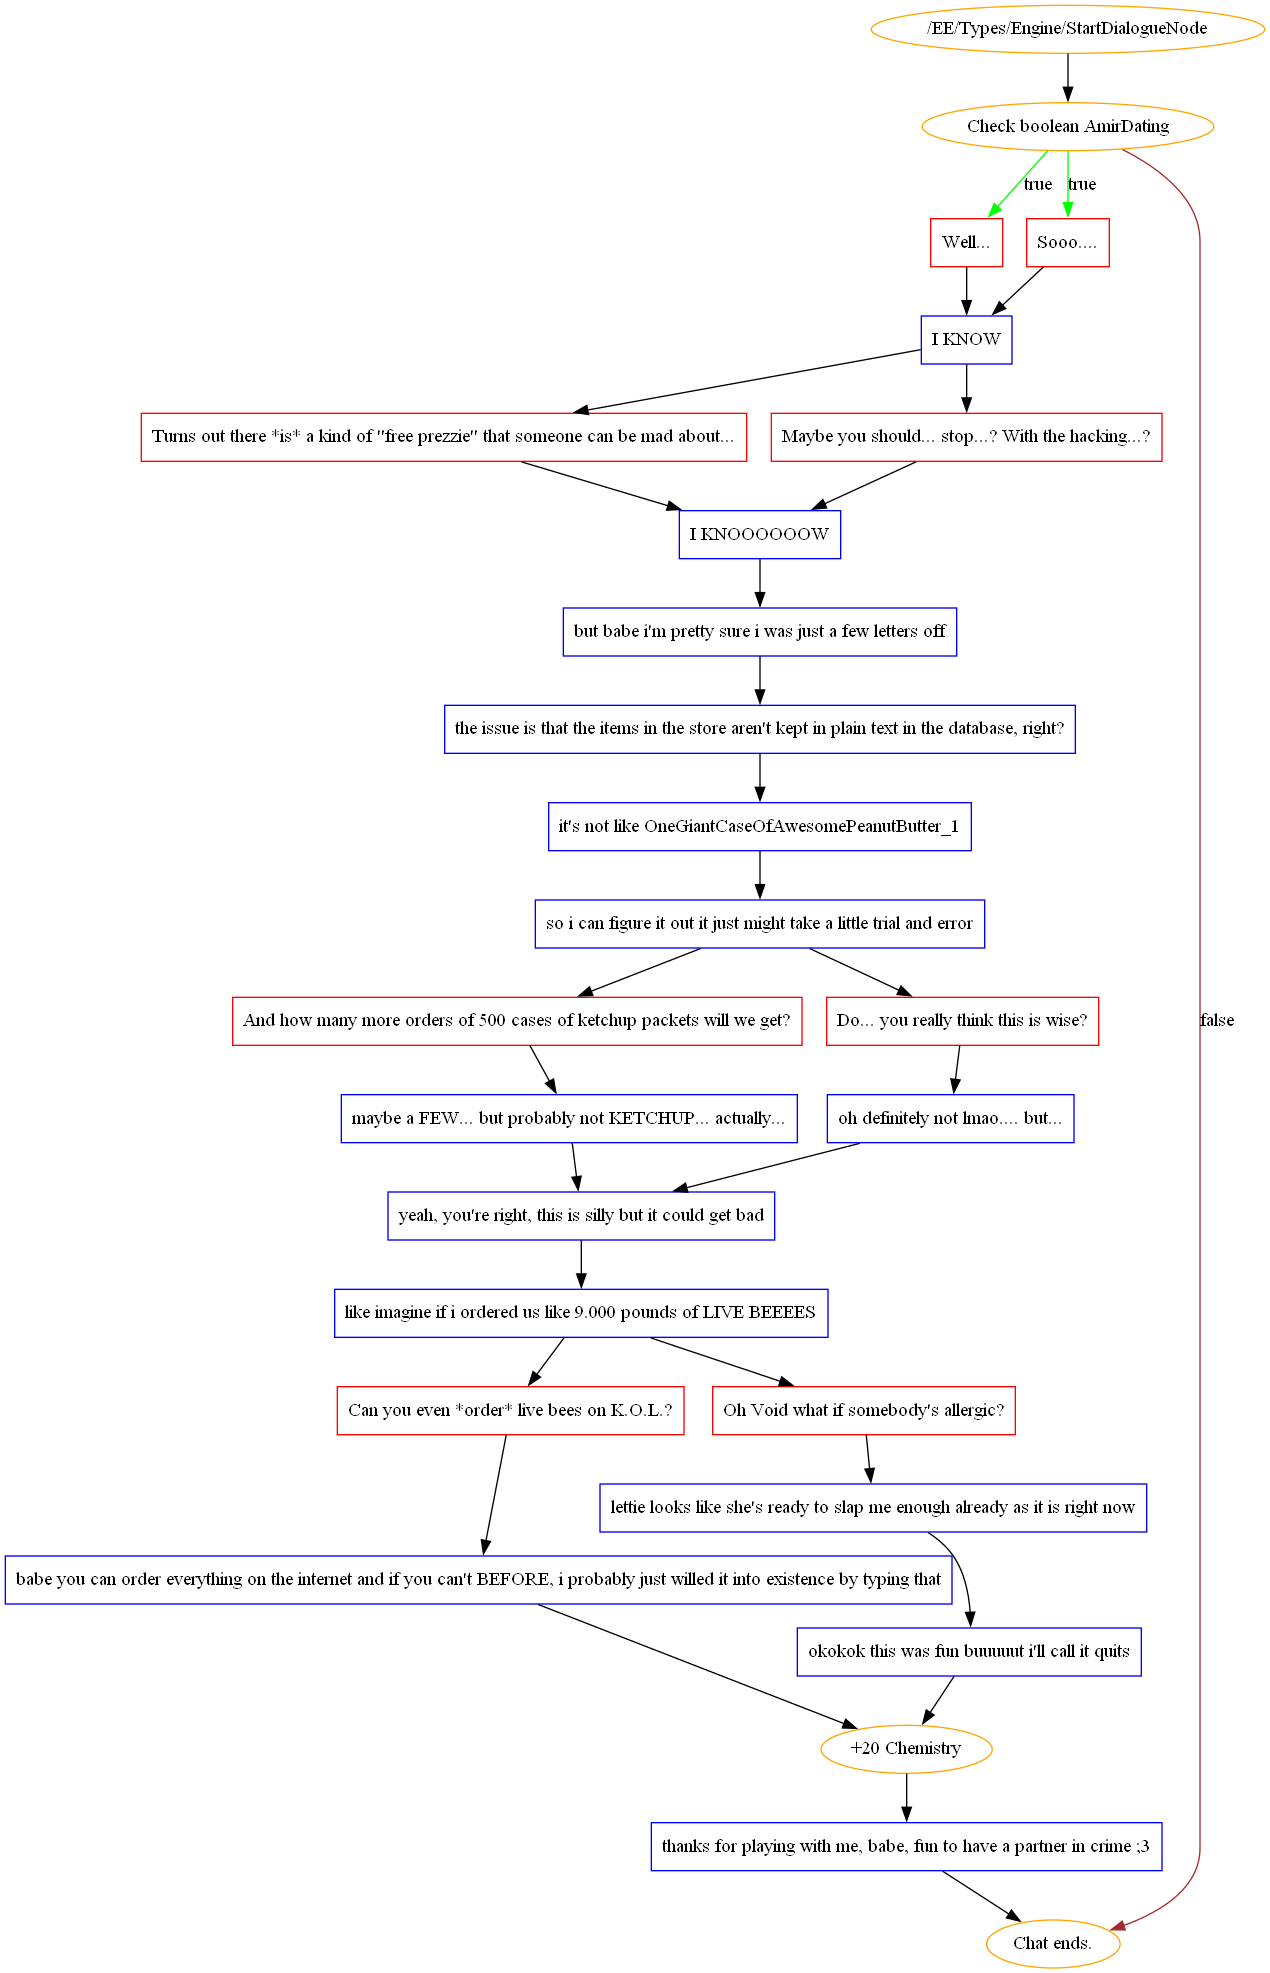 /EE/Types/Engine/StartDialogueNode
Check boolean AmirDating
true
true
Well...
Sooo....
I KNOW
Turns out there *is* a kind of "free prezzie" that someone can be mad about...
Maybe you should... stop...? With the hacking...?
I KNOOOOOOW
but babe i'm pretty sure i was just a few letters off
the issue is that the items in the store aren't kept in plain text in the database, right?
it's not like OneGiantCaseOfAwesomePeanutButter_1
so i can figure it out it just might take a little trial and error
And how many more orders of 500 cases of ketchup packets will we get?
Do... you really think this is wise?
false
maybe a FEW... but probably not KETCHUP... actually...
oh definitely not lmao.... but...
yeah, you're right, this is silly but it could get bad
like imagine if i ordered us like 9.000 pounds of LIVE BEEEES
Can you even *order* live bees on K.O.L.?
Oh Void what if somebody's allergic?
lettie looks like she's ready to slap me enough already as it is right now
babe you can order everything on the internet and if you can't BEFORE, i probably just willed it into existence by typing that
okokok this was fun buuuuut i'll call it quits
+20 Chemistry
thanks for playing with me, babe, fun to have a partner in crime ;3
Chat ends.